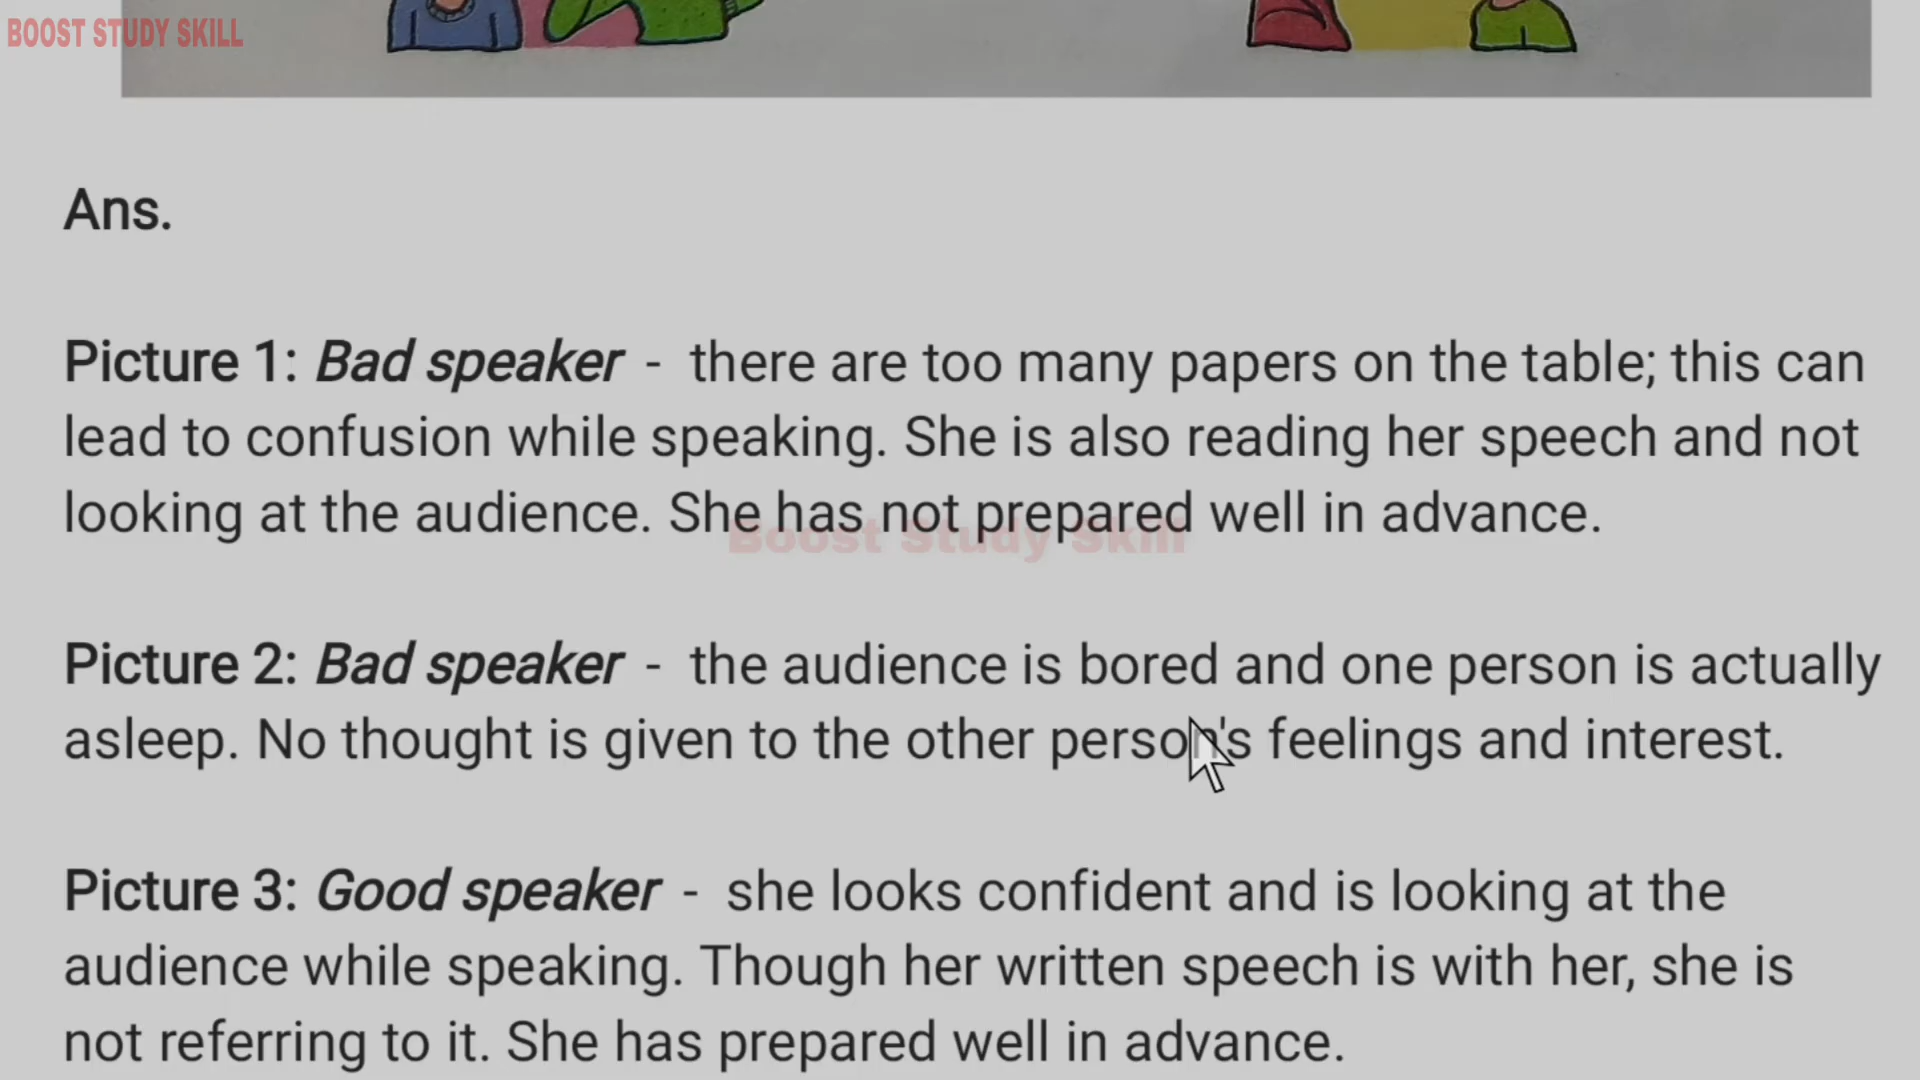 BOOST STUDY SKILL
Ans.
Picture 1: Bad speaker - there are too many papers on the table; this can
lead to confusion while speaking. She is also reading her speech and not
looking at the audience. She has not prepared well in advance.
Boost Study Skill
Picture 2: Bad speaker - the audience is bored and one person is actually
asleep. No thought is given to the other person's feelings and interest.
Picture 3: Good speaker - she looks confident and is looking at the
audience while speaking. Though her written speech is with her, she is
not referring to it. She has prepared well in advance.